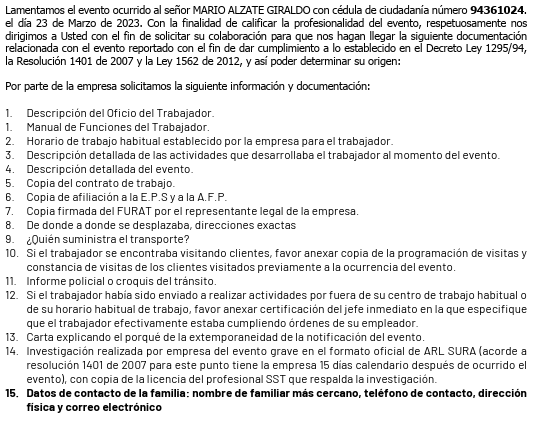 Lamentamos el evento ocurrido al señor MARIO ALZATE GIRALDO con cédula de ciudadanía número 94361024.
el día 23 de Marzo de 2023. Con la finalidad de calificar la profesionalidad del evento, respetuosamente nos
dirigimos a Usted con el fin de solicitar su colaboración para que nos hagan llegar la siguiente documentación
relacionada con el evento reportado con el fin de dar cumplimiento a lo establecido en el Decreto Ley 1295/94,
la Resolución 1401 de 2007 y la Ley 1562 de 2012, y así poder determinar su origen:
Por parte de la empresa solicitamos la siguiente información y documentación:
1. Descripción del Oficio del Trabajador.
1. Manual de Funciones del Trabajador.
2. Horario de trabajo habitual establecido por la empresa para el trabajador.
3. Descripción detallada de las actividades que desarrollaba el trabajador al momento del evento.
4. Descripción detallada del evento.
5. Copia del contrato de trabajo.
6. Copia de afiliación a la E.P.S y a la A.F.P.
7. Copia firmada del FURAT por el representante legal de la empresa.
8. De donde a donde se desplazaba, direcciones exactas
9. ¿Quién suministra el transporte?
10. Si el trabajador se encontraba visitando clientes, favor anexar copia de la programación de visitas y
constancia de visitas de los clientes visitados previamente a la ocurrencia del evento.
11. Informe policial o croquis del tránsito.
12. Si el trabajador había sido enviado a realizar actividades por fuera de su centro de trabajo habitual o
de su horario habitual de trabajo, favor anexar certificación del jefe inmediato en la que especifique
que el trabajador efectivamente estaba cumpliendo órdenes de su empleador.
13. Carta explicando el porqué de la extemporaneidad de la notificación del evento.
14. Investigación realizada por empresa del evento grave en el formato oficial de ARL SURA (acorde a
resolución 1401 de 2007 para este punto tiene la empresa 15 días calendario después de ocurrido el
evento), con copia de la licencia del profesional SST que respalda la investigación.
15. Datos de contacto de la familia: nombre de familiar más cercano, teléfono de contacto, dirección
física y correo electrónico